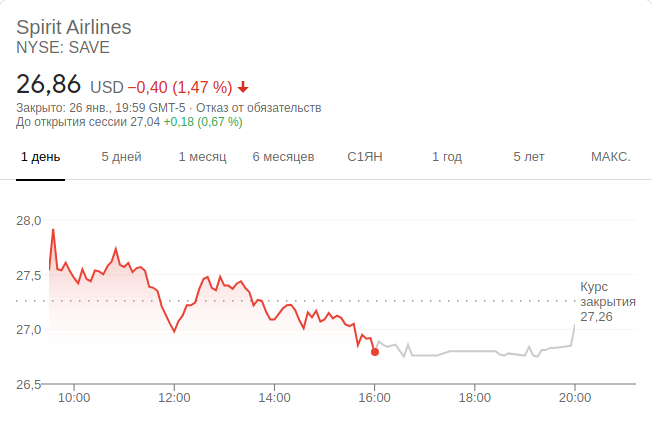 Spirit Airlines
NYSE: SAVE
26,86 USD −0,40 (1,47 %)
Закрыто: 26 янв., 19:59 GMT-5 · Отказ от обязательств
До открытия сессии 27,04 +0,18 (0,67 %)
1 день 5 дней 1 месяц 6 месяцев С1ЯН 1 год 5 лет МАКС.
28,0
27,5
Курс
закрытия
27,26
27,0
26,5
10:00 12:00 14:00 16:00 18:00 20:00